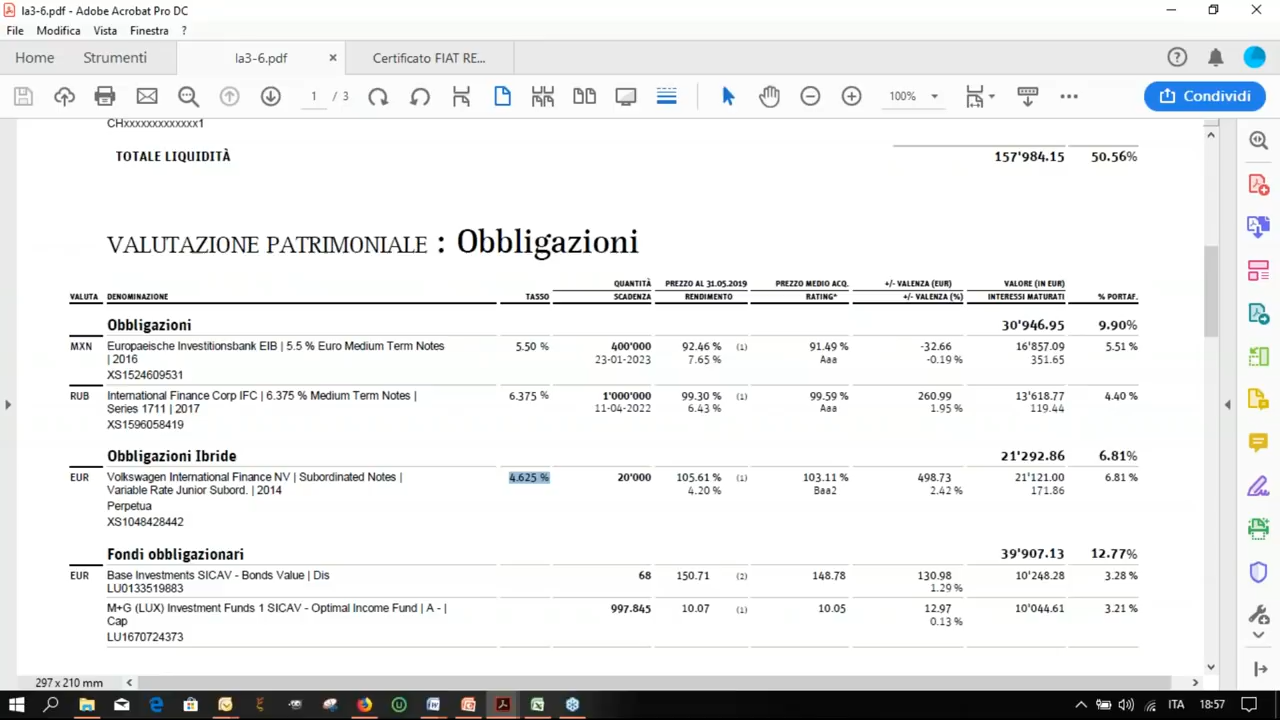 la3-6.pdf - Adobe Acrobat Pro DC
File Modifica Vista Finestra ?
Home Strumenti la3-6.pdf × Certificato FIAT RE...
1 / 3 100% Condividi
CHxxxxxxxxxxxxx1
TOTALE LIQUIDITÀ 157'984.15 50.56%
VALUTAZIONE PATRIMONIALE : Obbligazioni
QUANTITÀ PREZZO AL 31.05.2019 PREZZO MEDIO ACQ. +/- VALENZA (EUR) VALORE (IN EUR)
VALUTA DENOMINAZIONE TASSO SCADENZA RENDIMENTO RATING* +/- VALENZA (%) INTERESSI MATURATI % PORTAF.
Obbligazioni 30'946.95 9.90%
MXN Europaeische Investitionsbank EIB | 5.5 % Euro Medium Term Notes 5.50 % 400'000 92.46 % (1) 91.49 % -32.66 16'857.09 5.51 %
| 2016 23-01-2023 7.65 % Aaa -0.19 % 351.65
XS1524609531
RUB International Finance Corp IFC | 6.375 % Medium Term Notes | 6.375 % 1'000'000 99.30 % (1) 99.59 % 260.99 13'618.77 4.40 %
Series 1711 | 2017 11-04-2022 6.43 % Aaa 1.95 % 119.44
XS1596058419
Obbligazioni Ibride 21'292.86 6.81%
EUR Volkswagen International Finance NV | Subordinated Notes | 4.625 % 20'000 105.61 % (1) 103.11 % 498.73 21'121.00 6.81 %
Variable Rate Junior Subord. | 2014 4.20 % Baa2 2.42 % 171.86
Perpetua
XS1048428442
Fondi obbligazionari 39'907.13 12.77%
EUR Base Investments SICAV - Bonds Value | Dis 68 150.71 (2) 148.78 130.98 10'248.28 3.28 %
LU0133519883 1.29 %
M+G (LUX) Investment Funds 1 SICAV - Optimal Income Fund | A - | 997.845 10.07 (1) 10.05 12.97 10'044.61 3.21 %
Cap 0.13 %
LU1670724373
297 x 210 mm
ITA 18:57